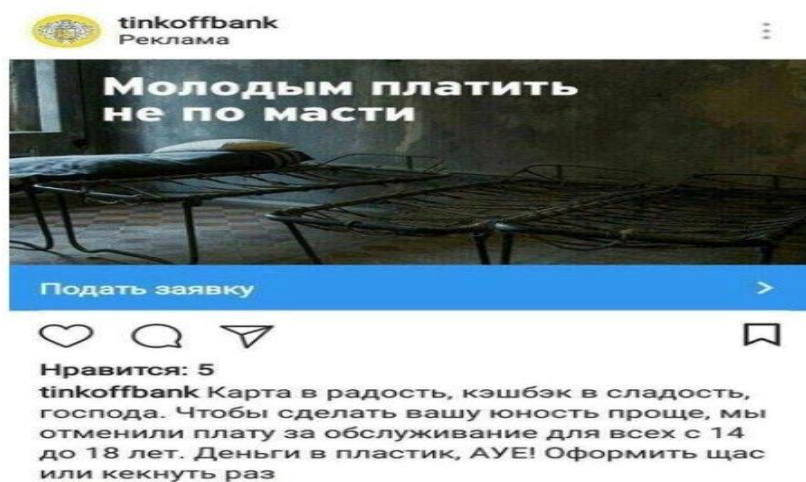 tinkoffbank
Реклама
Молодым платить
не по масти
Подать заявку
Нравится: 5
tinkoffbank Карта в радость, кэшбэк в сладость,
господа. Чтобы сделать вашу юность проще, мы
отменили плату за обслуживание для всех с 14
до 18 лет. Деньги в пластик, АУЕ! Оформить щас
или кекнуть раз